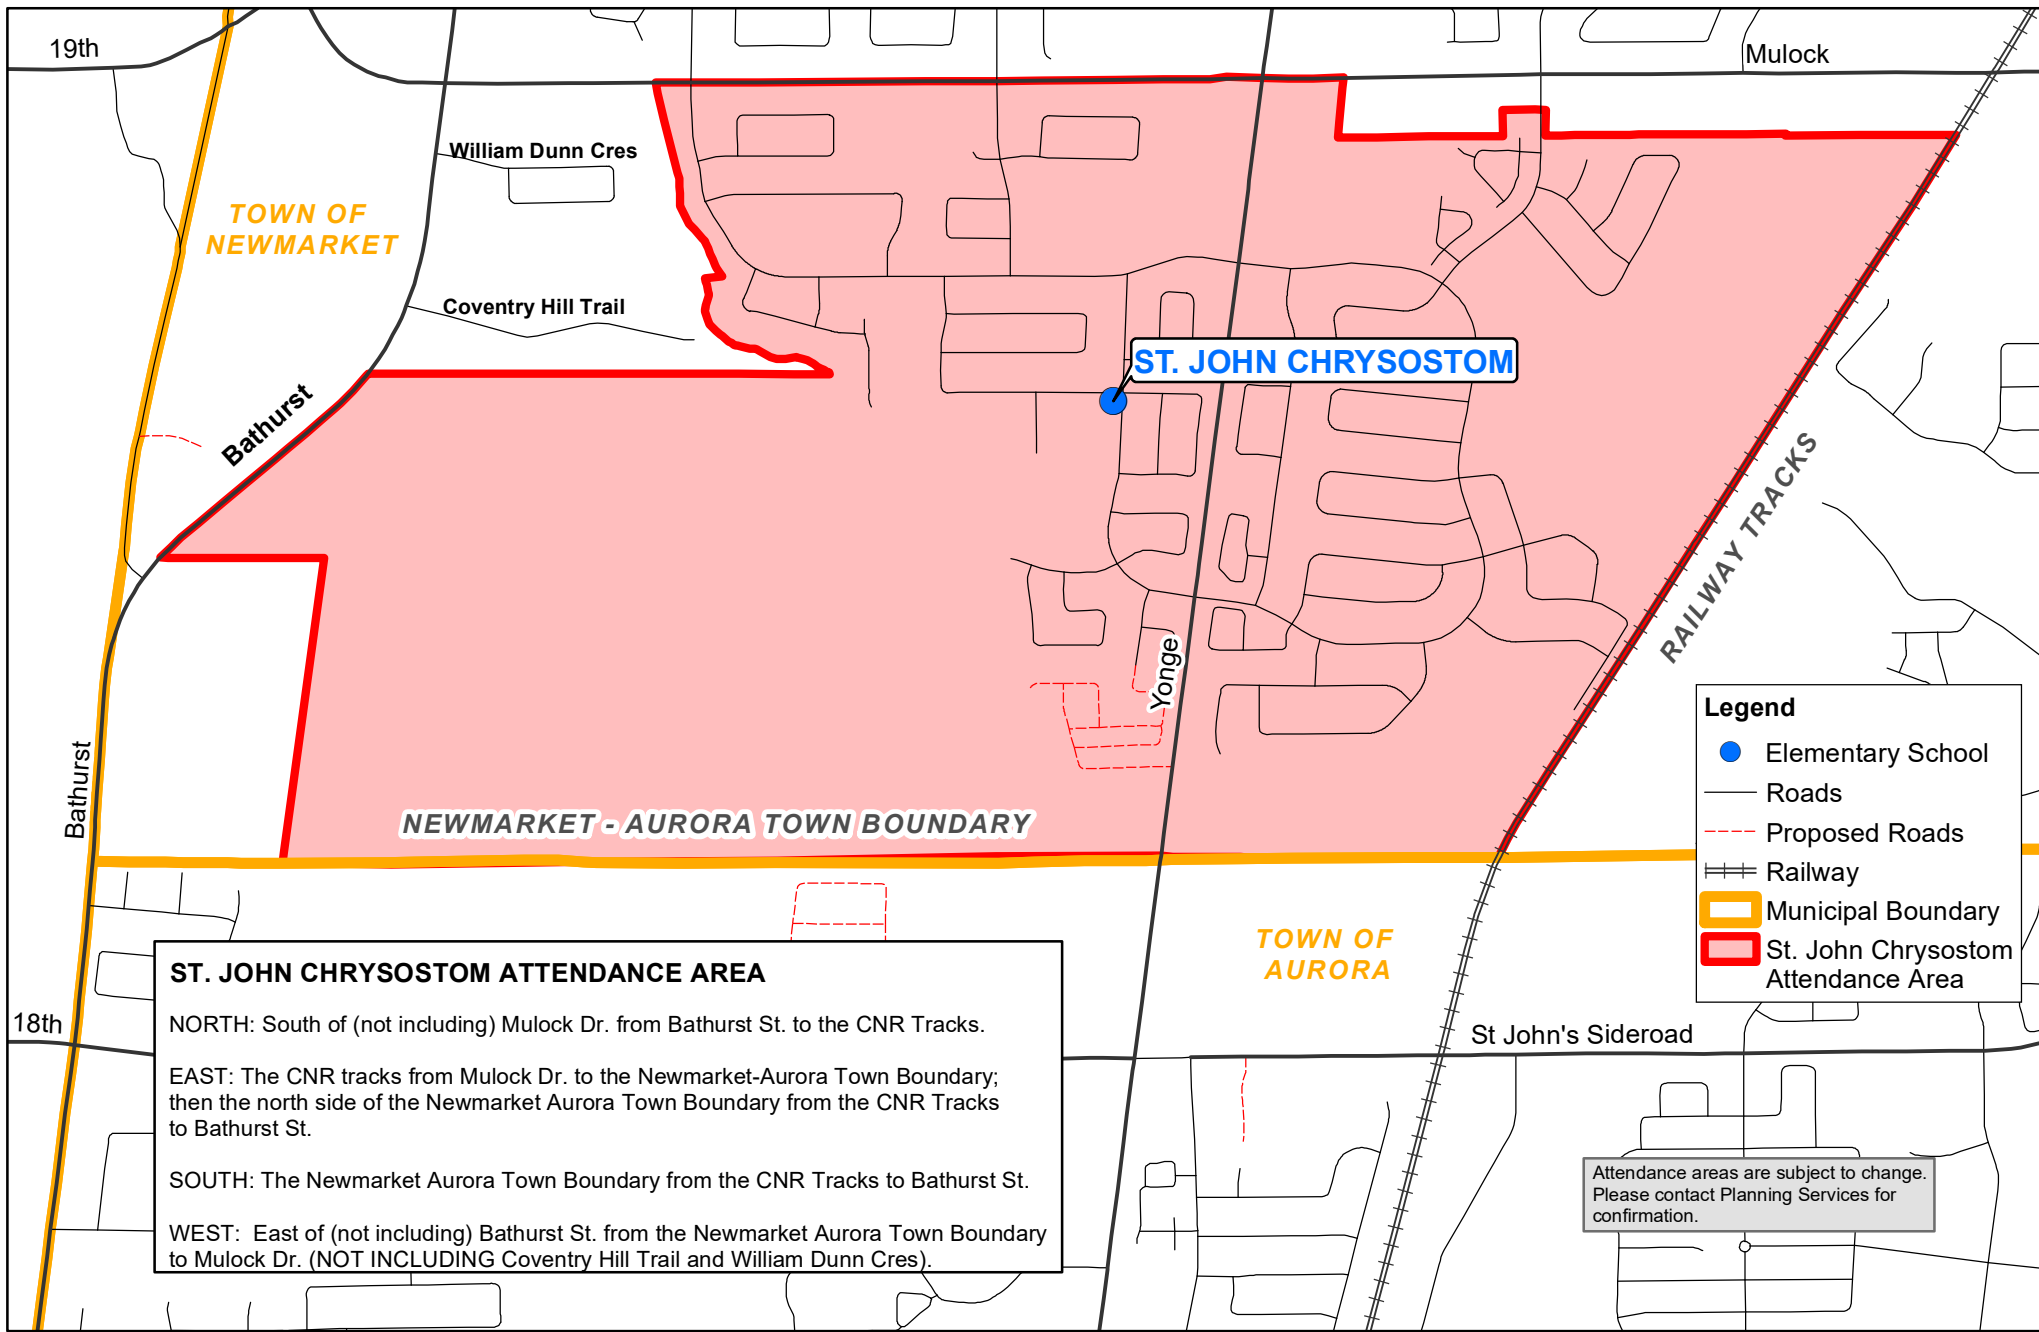 19th
Mulock
William Dunn Cres
TOWN OF
NEWMARKET
Coventry Hill Trail
ST. JOHN CHRYSOSTOM
Bathurst
RAILWAY TRACKS
Yonge
Bathurst
NEWMARKET - AURORA TOWN BOUNDARY
Legend
Elementary School
Roads
Proposed Roads
Railway
Municipal Boundary
St. John Chrysostom
Attendance Area
TOWN OF
AURORA
18th
St John's Sideroad
ST. JOHN CHRYSOSTOM ATTENDANCE AREA
NORTH: South of (not including) Mulock Dr. from Bathurst St. to the CNR Tracks.
EAST: The CNR tracks from Mulock Dr. to the Newmarket-Aurora Town Boundary;
then the north side of the Newmarket Aurora Town Boundary from the CNR Tracks
to Bathurst St.
SOUTH: The Newmarket Aurora Town Boundary from the CNR Tracks to Bathurst St.
WEST:  East of (not including) Bathurst St. from the Newmarket Aurora Town Boundary
to Mulock Dr. (NOT INCLUDING Coventry Hill Trail and William Dunn Cres).
Attendance areas are subject to change.
Please contact Planning Services for
confirmation.